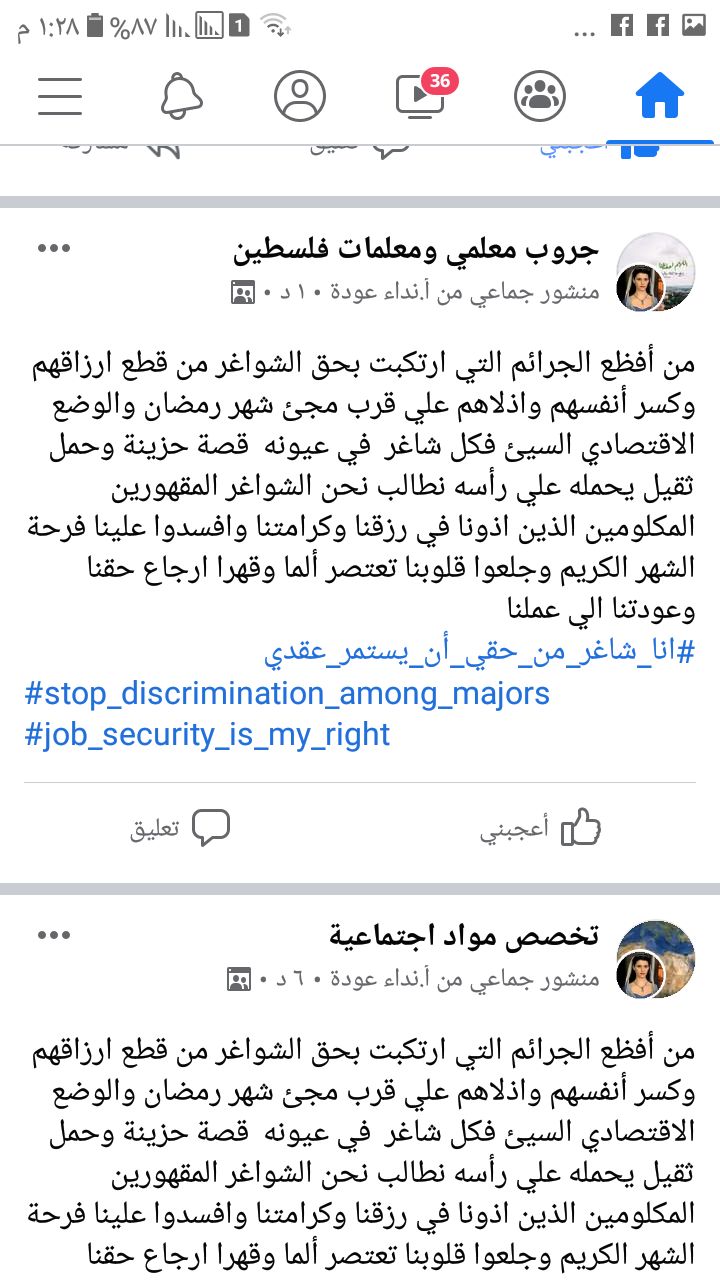 ١:٢٨ م
%٨٧
1
...
36
أعجبني
تعليق
مشاركة
جروب معلمي ومعلمات فلسطين
منشور جماعي من أ.نداء عودة • ١ د •
من أفظع الجرائم التي ارتكبت بحق الشواغر من قطع ارزاقهم
وكسر أنفسهم واذلاهم علي قرب مجئ شهر رمضان والوضع
الاقتصادي السيئ فكل شاغر في عيونه قصة حزينة وحمل
ثقيل يحمله علي رأسه نطالب نحن الشواغر المقهورين
المكلومين الذين اذونا في رزقنا وكرامتنا وافسدوا علينا فرحة
الشهر الكريم وجلعوا قلوبنا تعتصر ألما وقهرا ارجاع حقنا
وعودتنا الي عملنا
#انا_شاغر_من_حقي_أن_يستمر_عقدي
#stop_discrimination_among_majors
#job_security_is_my_right
أعجبني
تعليق
تخصص مواد اجتماعية
منشور جماعي من أ.نداء عودة • ٦ د •
من أفظع الجرائم التي ارتكبت بحق الشواغر من قطع ارزاقهم
وكسر أنفسهم واذلاهم علي قرب مجئ شهر رمضان والوضع
الاقتصادي السيئ فكل شاغر في عيونه قصة حزينة وحمل
ثقيل يحمله علي رأسه نطالب نحن الشواغر المقهورين
المكلومين الذين اذونا في رزقنا وكرامتنا وافسدوا علينا فرحة
الشهر الكريم وجلعوا قلوبنا تعتصر ألما وقهرا ارجاع حقنا